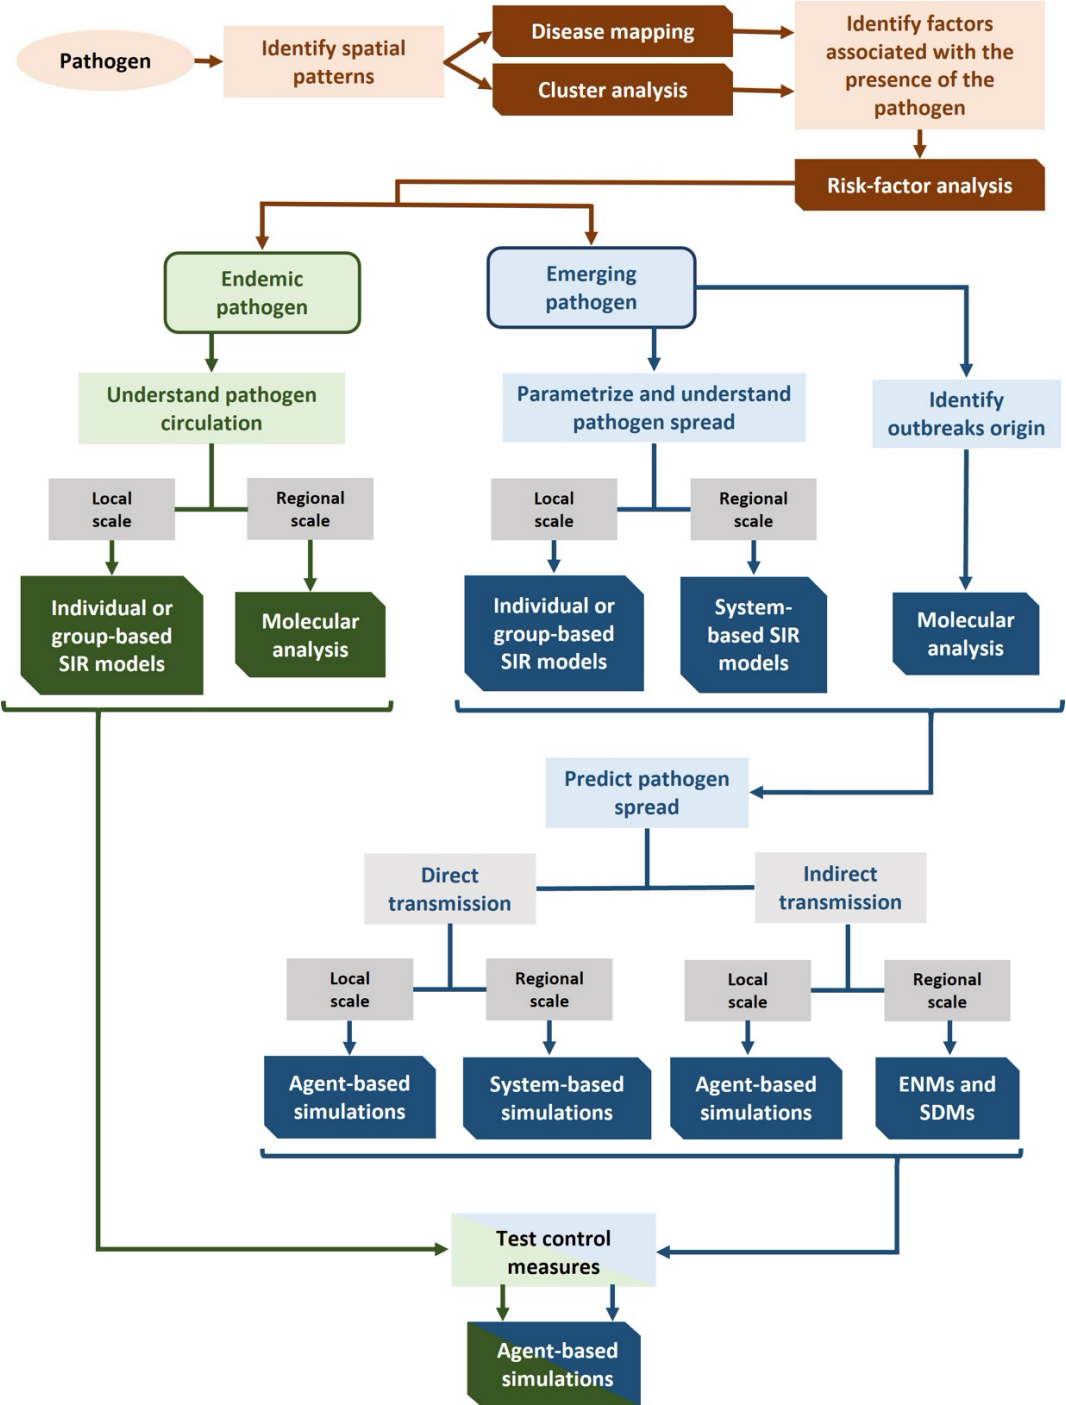 Pathogen
Identify spatial
patterns
Disease mapping
Cluster analysis
Identify factors
associated with the
presence of the
pathogen
Risk-factor analysis
Endemic
pathogen
Emerging
pathogen
Understand pathogen
circulation
Parametrize and understand
pathogen spread
Identify
outbreaks origin
Local
scale
Regional
scale
Local
scale
Regional
scale
Individual or
group-based
SIR models
Molecular
analysis
Individual or
group-based
SIR models
System-
based SIR
models
Molecular
analysis
Predict pathogen
spread
Direct
transmission
Indirect
transmission
Local
scale
Regional
scale
Local
scale
Regional
scale
Agent-based
simulations
System-based
simulations
Agent-based
simulations
ENMs and
SDMs
Test control
measures
Agent-based
simulations